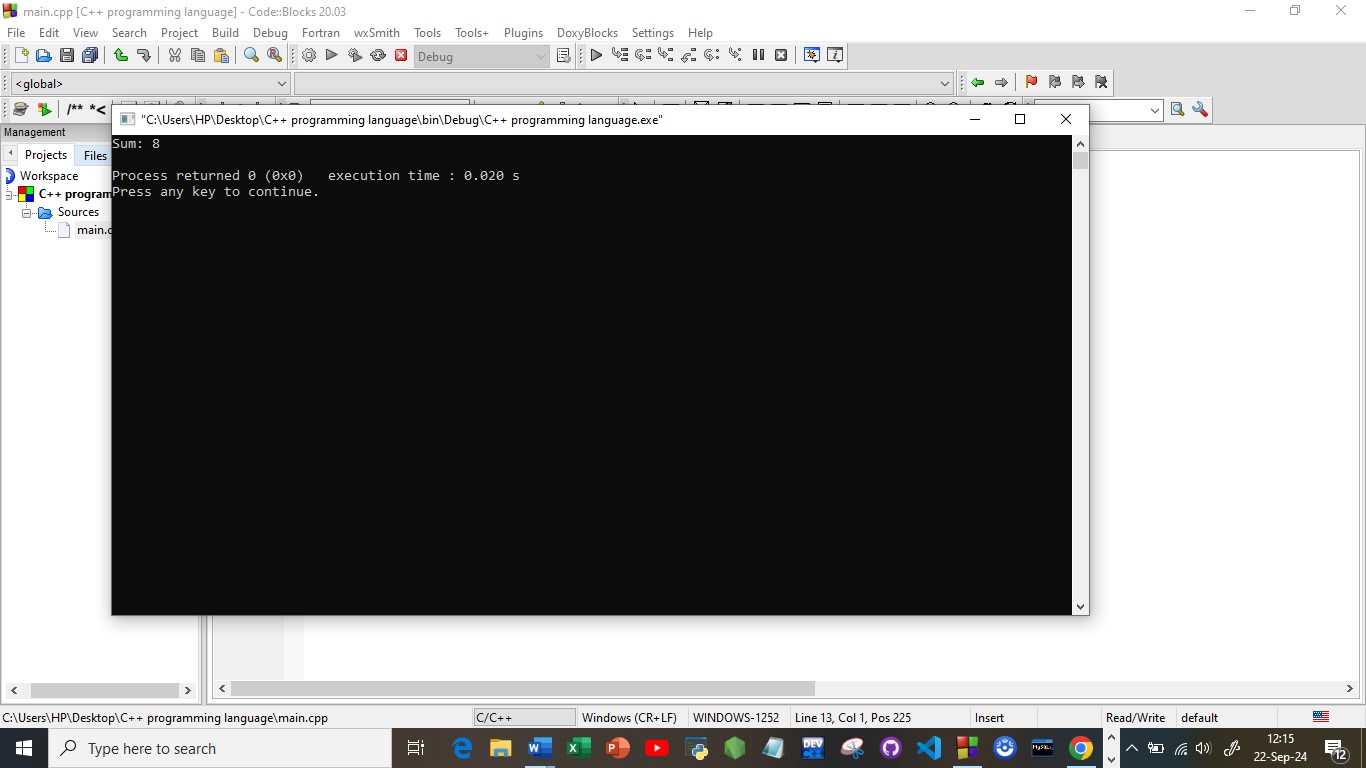 main.cpp [C++ programming language] - Code::Blocks 20.03
File Edit View Search Project Build Debug Fortran wxSmith Tools Tools+ Plugins DoxyBlocks Settings Help
Debug
<global>
/** *<
"C:\Users\HP\Desktop\C++ programming language\bin\Debug\C++ programming language.exe"
Management
Projects Files
Workspace
C++ program
Sources
main.c
Sum: 8
Process returned 0 (0x0)   execution time : 0.020 s
Press any key to continue.
C:\Users\HP\Desktop\C++ programming language\main.cpp
C/C++
Windows (CR+LF)
WINDOWS-1252
Line 13, Col 1, Pos 225
Insert
Read/Write
default
Type here to search
DEV
MySQL
12:15
22-Sep-24
12